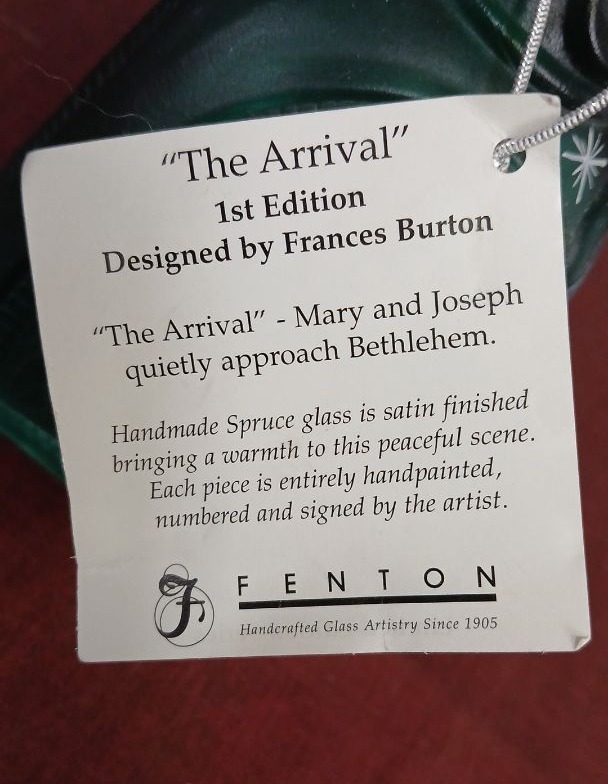 "The Arrival"
1st Edition
Designed by Frances Burton
"The Arrival" - Mary and Joseph
quietly approach Bethlehem.
Handmade Spruce glass is satin finished
bringing a warmth to this peaceful scene.
Each piece is entirely handpainted,
numbered and signed by the artist.
F FENTON
Handcrafted Glass Artistry Since 1905